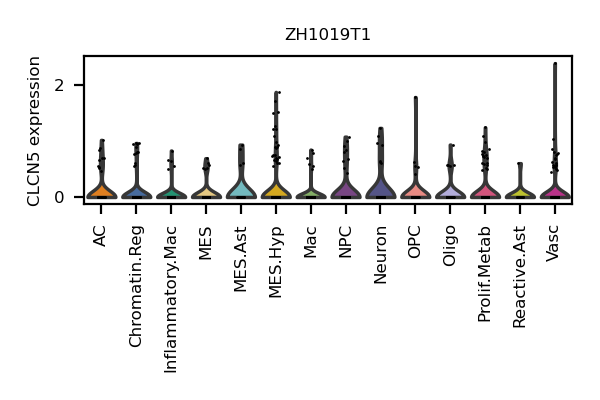 ZH1019T1
CLCN5 expression
2
0
AC
Chromatin.Reg
Inflammatory.Mac
MES
MES.Ast
MES.Hyp
Mac
NPC
Neuron
OPC
Oligo
Prolif.Metab
Reactive.Ast
Vasc